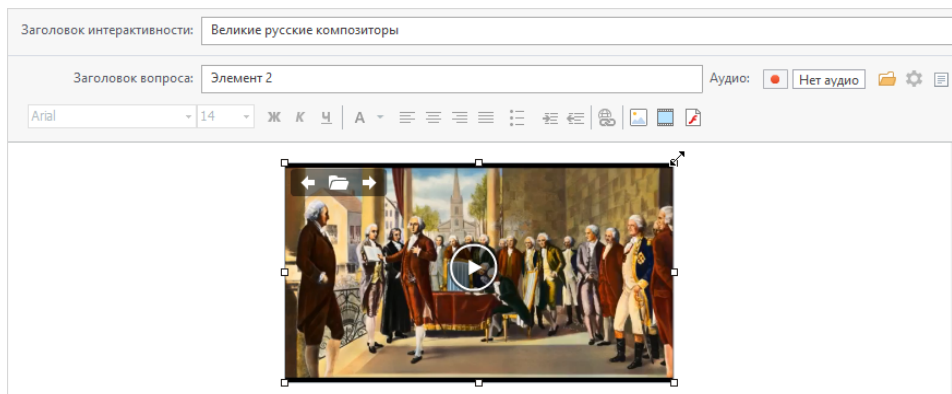 Заголовок интерактивности: Великие русские композиторы
Заголовок вопроса: Элемент 2 Аудио: Нет аудио
Arial 14 Ж К Ч А